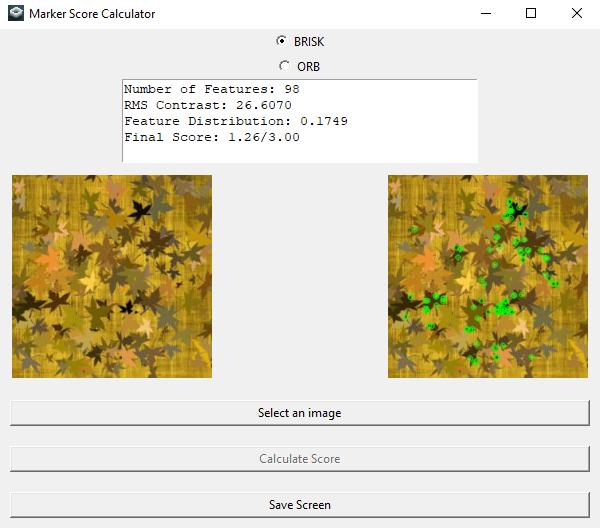 Marker Score Calculator
BRISK
ORB
Number of Features: 98
RMS Contrast: 26.6070
Feature Distribution: 0.1749
Final Score: 1.26/3.00
Select an image
Calculate Score
Save Screen